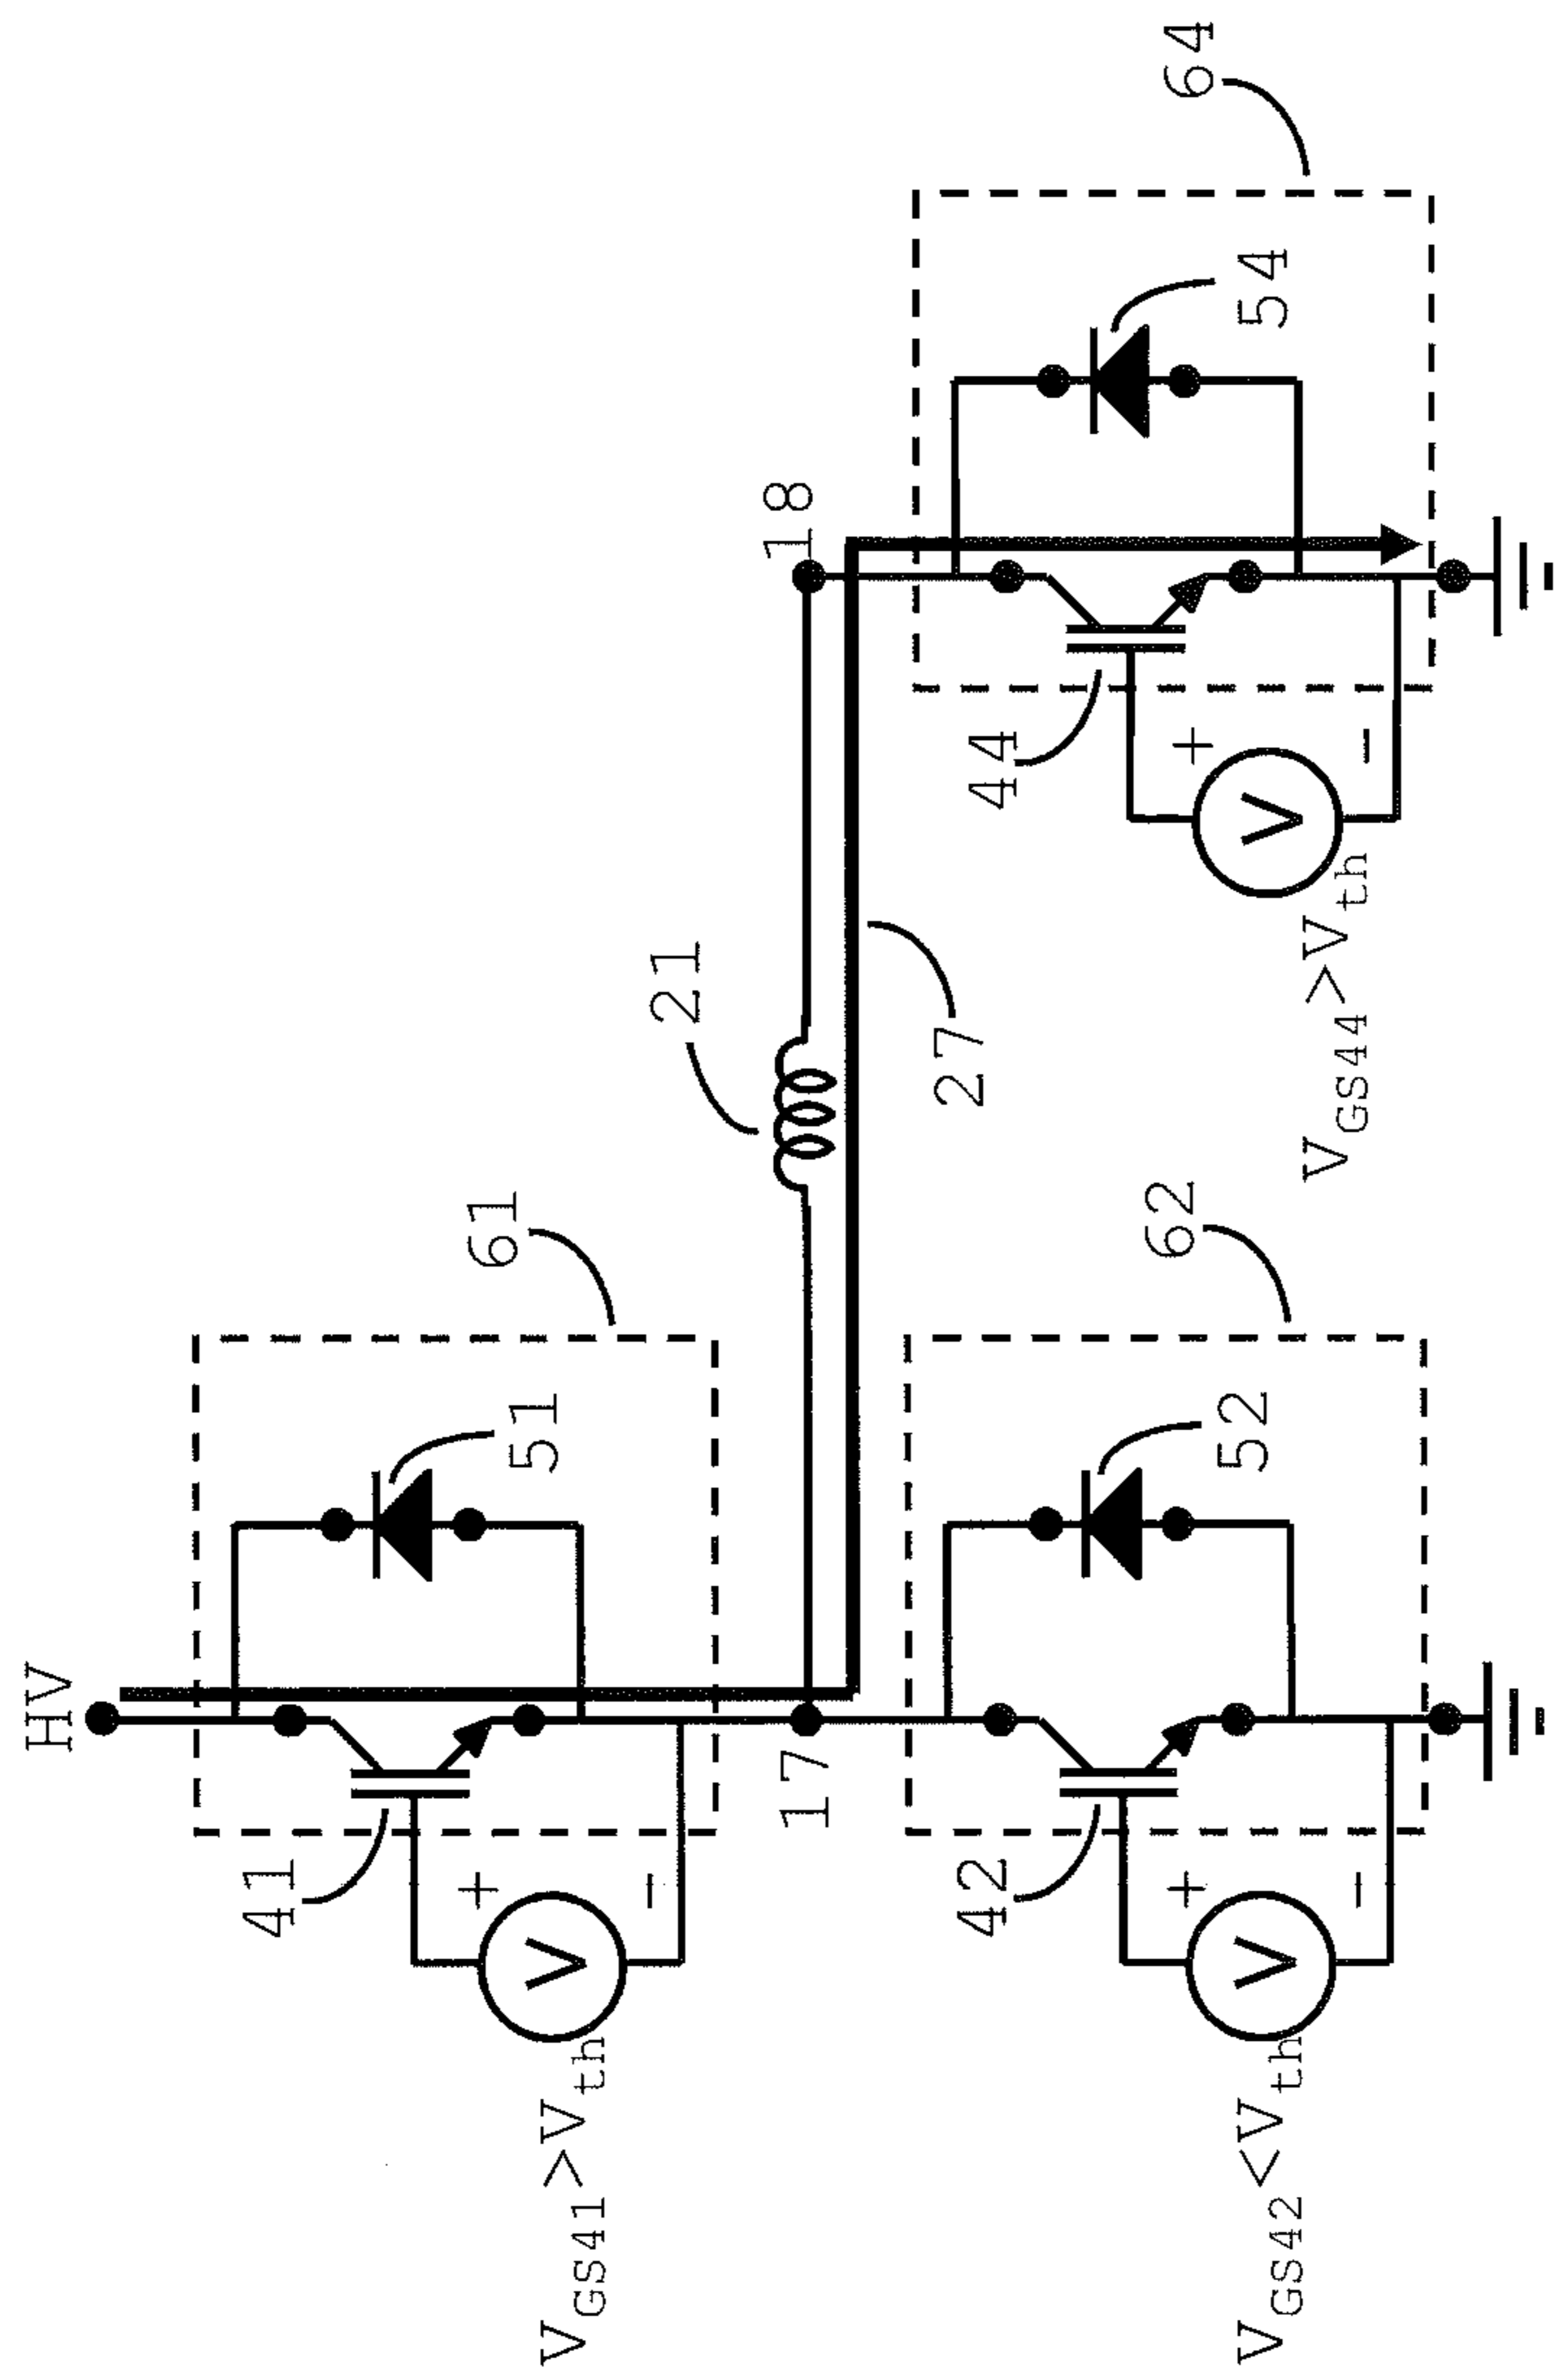 HV
61
51
41
+
V
-
V_GS41>V_th
17
21
18
27
62
52
42
+
V
-
V_GS42<V_th
64
54
44
+
V
-
V_GS44>V_th